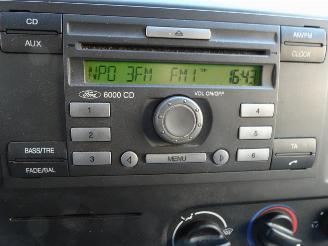 CD
AUX
AM/FM
CLOCK
NPO 3FM FM1 16:43
Ford 6000 CD
VOL ON/OFF
1
2
3
4
5
6
BASS/TRE
FADE/BAL
MENU
TA